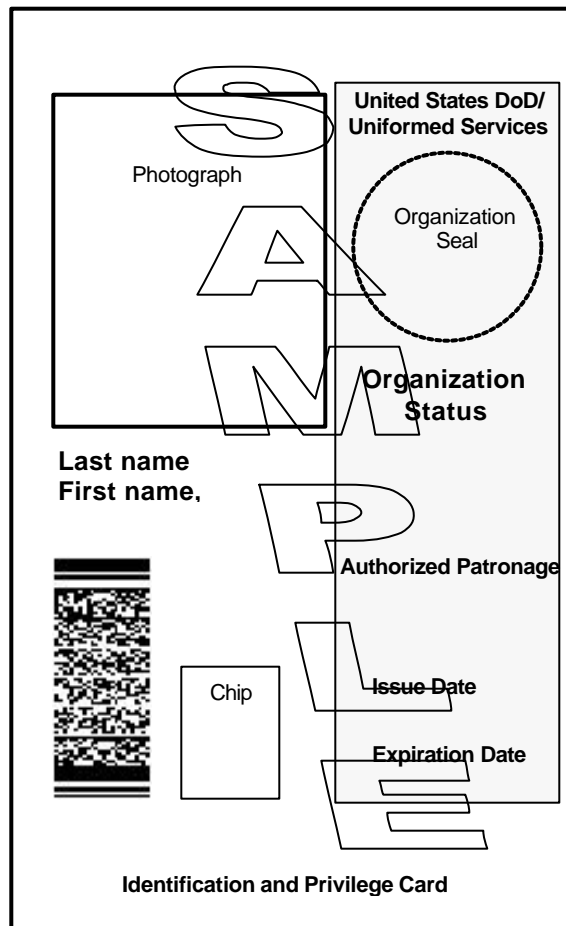 SAMPLE
United States DoD/
Uniformed Services
Photograph
Organization
Seal
Organization
Status
Last name
First name,
Authorized Patronage
Chip
Issue Date
Expiration Date
Identification and Privilege Card